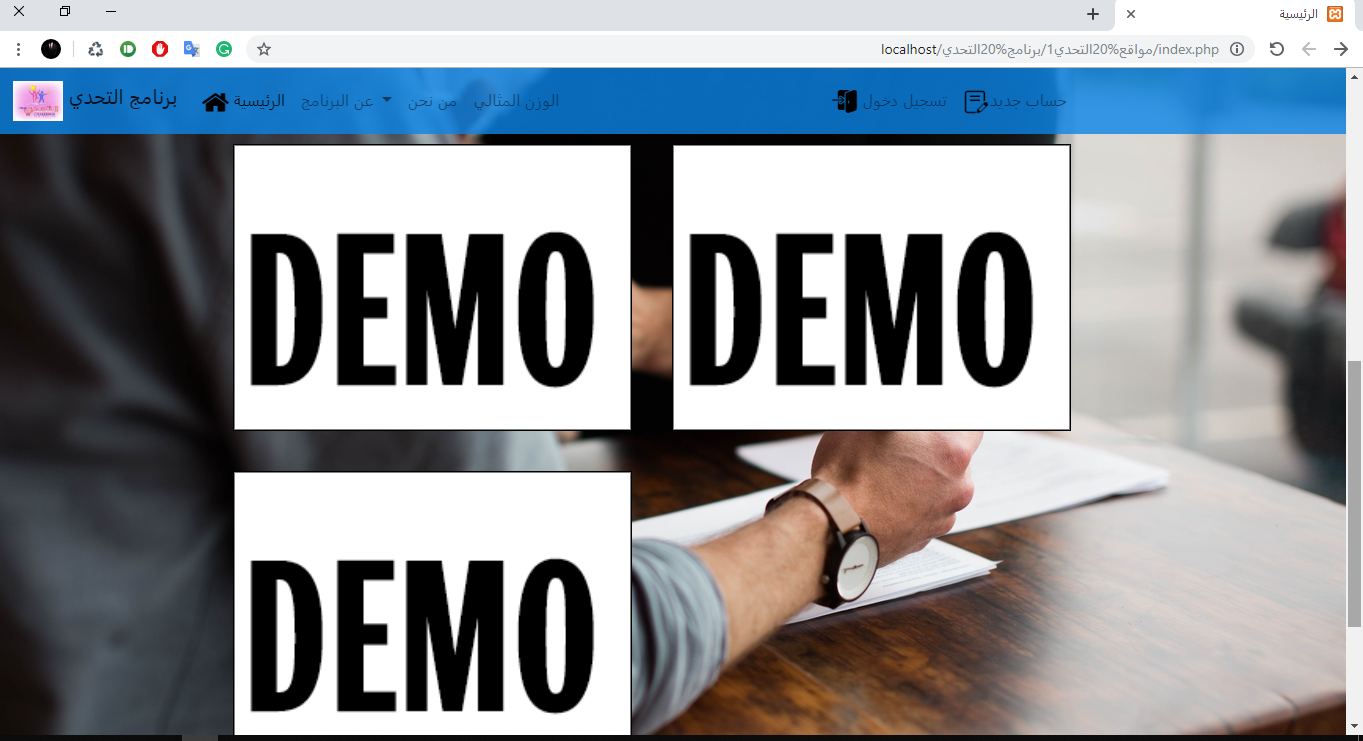 الرئيسية
localhost/برنامج%20التحدي/مواقع%20التحدي1/index.php
برنامج التحدي
الرئيسية
عن البرنامج
من نحن
الوزن المثالي
تسجيل دخول
حساب جديد
DEMO
DEMO
DEMO